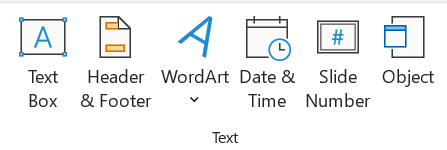 A
#
Text Header WordArt Date & Slide Object
Box & Footer Time Number
Text